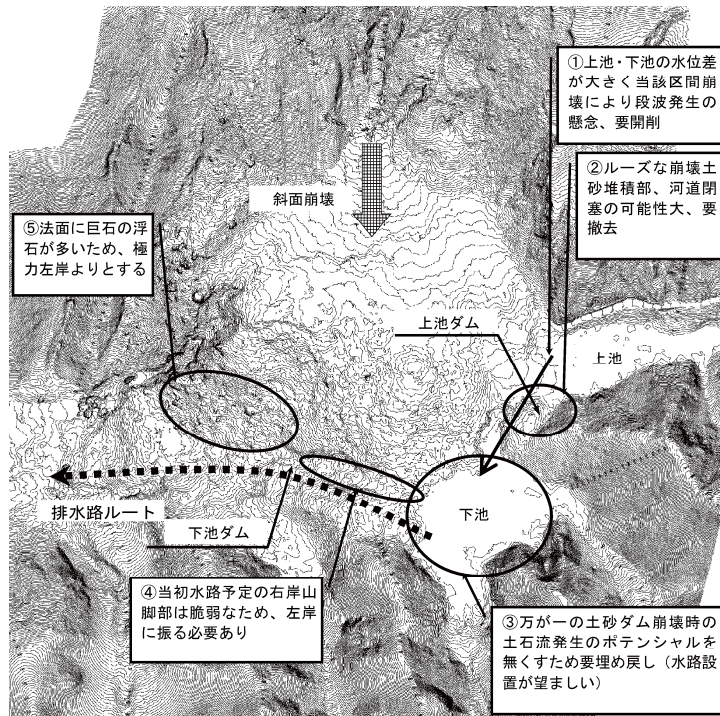 ①上池・下池の水位差
が大きく当該区間崩
壊により段波発生の
懸念、要開削
②ルーズな崩壊土
砂堆積部、河道閉
塞の可能性大、要
撤去
斜面崩壊
⑤法面に巨石の浮
石が多いため、極
力左岸よりとする
上池ダム
上池
下池
排水路ルート
下池ダム
④当初水路予定の右岸山
脚部は脆弱なため、左岸
に振る必要あり
③万が一の土砂ダム崩壊時の
土石流発生のポテンシャルを
無くすため要埋め戻し（水路設
置が望ましい）